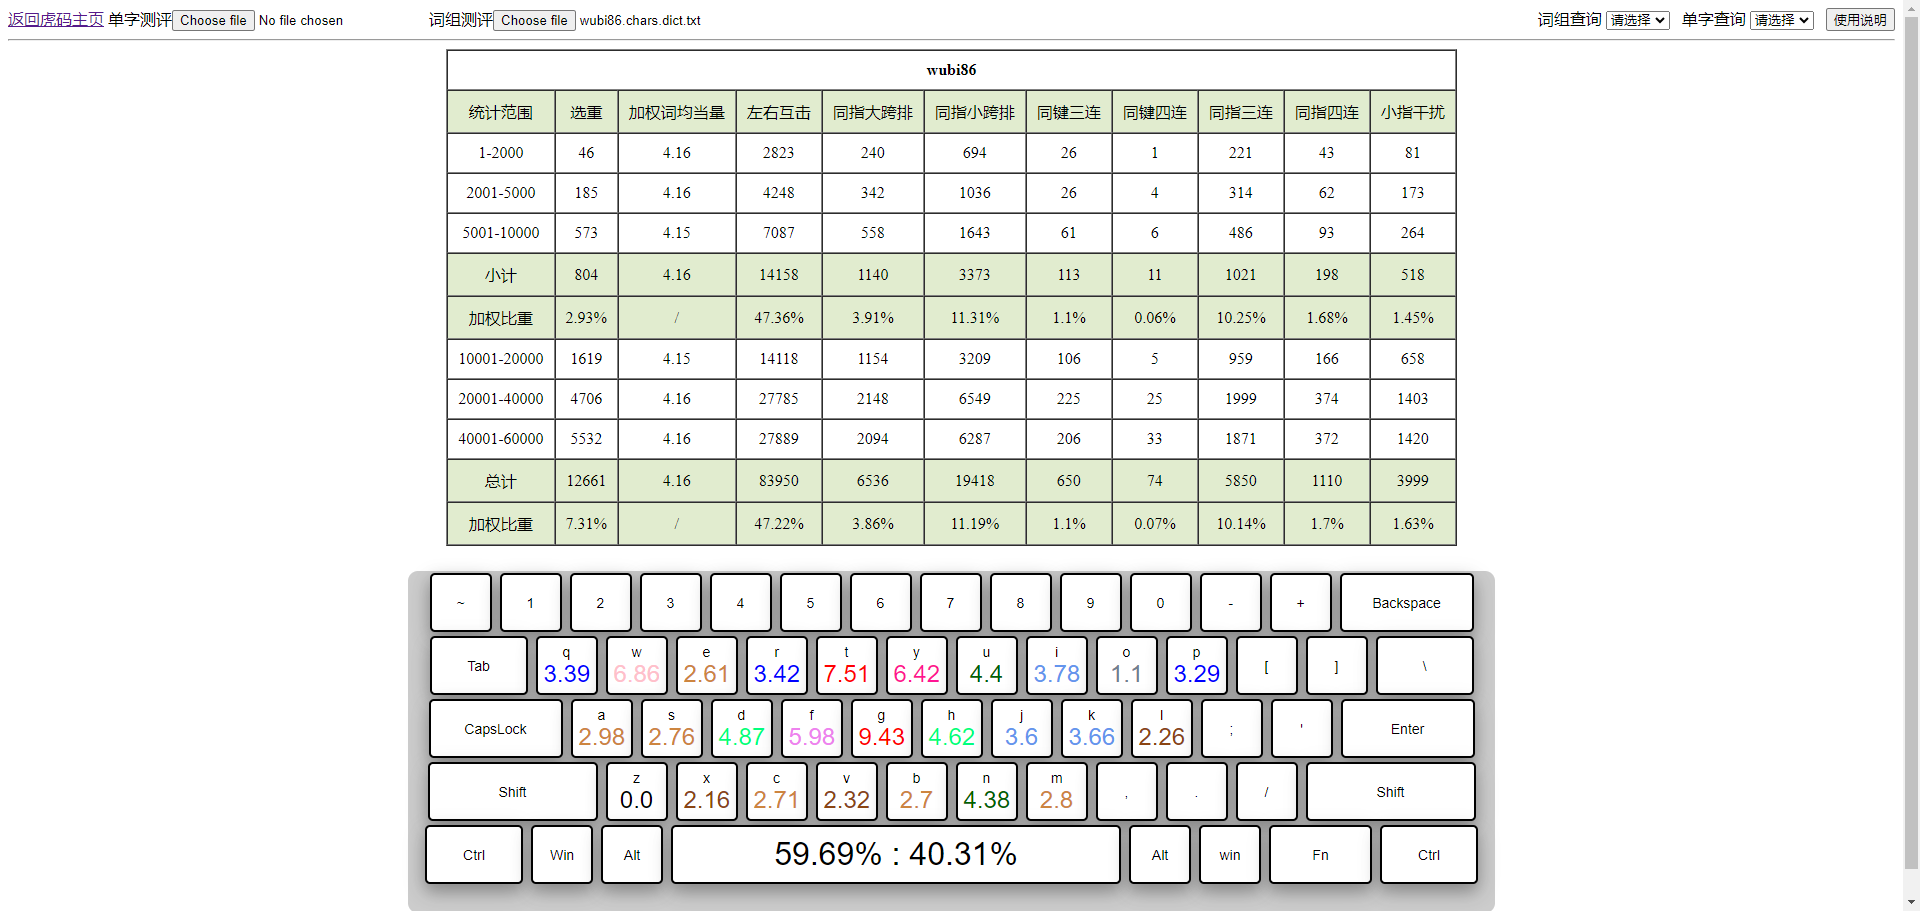 返回虎码主页 单字测评 Choose file No file chosen 词组测评 Choose file wubi86.chars.dict.txt 词组查询 请选择 单字查询 请选择 使用说明
wubi86
统计范围 选重 加权词均当量 左右互击 同指大跨排 同指小跨排 同键三连 同键四连 同指三连 同指四连 小指干扰
1-2000 46 4.16 2823 240 694 26 1 221 43 81
2001-5000 185 4.16 4248 342 1036 26 4 314 62 173
5001-10000 573 4.15 7087 558 1643 61 6 486 93 264
小计 804 4.16 14158 1140 3373 113 11 1021 198 518
加权比重 2.93% / 47.36% 3.91% 11.31% 1.1% 0.06% 10.25% 1.68% 1.45%
10001-20000 1619 4.15 14118 1154 3209 106 5 959 166 658
20001-40000 4706 4.16 27785 2148 6549 225 25 1999 374 1403
40001-60000 5532 4.16 27889 2094 6287 206 33 1871 372 1420
总计 12661 4.16 83950 6536 19418 650 74 5850 1110 3999
加权比重 7.31% / 47.22% 3.86% 11.19% 1.1% 0.07% 10.14% 1.7% 1.63%
~ 1 2 3 4 5 6 7 8 9 0 - + Backspace
Tab q w e r t y u i o p [ ] \
3.39 6.86 2.61 3.42 7.51 6.42 4.4 3.78 1.1 3.29
CapsLock a s d f g h j k l ; ' Enter
2.98 2.76 4.87 5.98 9.43 4.62 3.6 3.66 2.26
Shift z x c v b n m , . / Shift
0.0 2.16 2.71 2.32 2.7 4.38 2.8
Ctrl Win Alt 59.69% : 40.31% Alt win Fn Ctrl